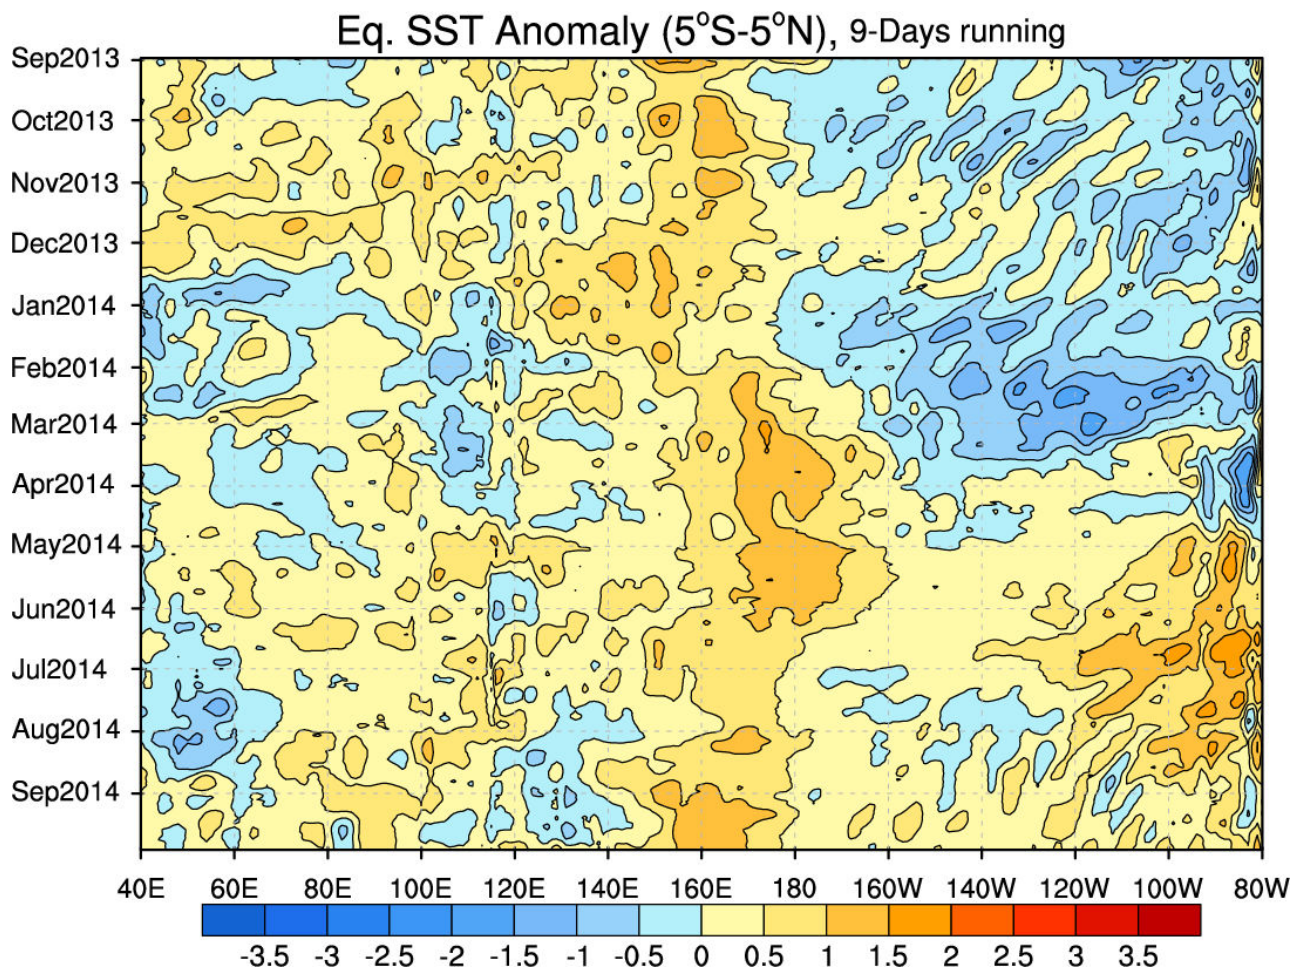 Eq. SST Anomaly (5°S-5°N), 9-Days running
Sep2013
Oct2013
Nov2013
Dec2013
Jan2014
Feb2014
Mar2014
Apr2014
May2014
Jun2014
Jul2014
Aug2014
Sep2014
40E 60E 80E 100E 120E 140E 160E 180 160W 140W 120W 100W 80W
-3.5 -3 -2.5 -2 -1.5 -1 -0.5 0 0.5 1 1.5 2 2.5 3 3.5